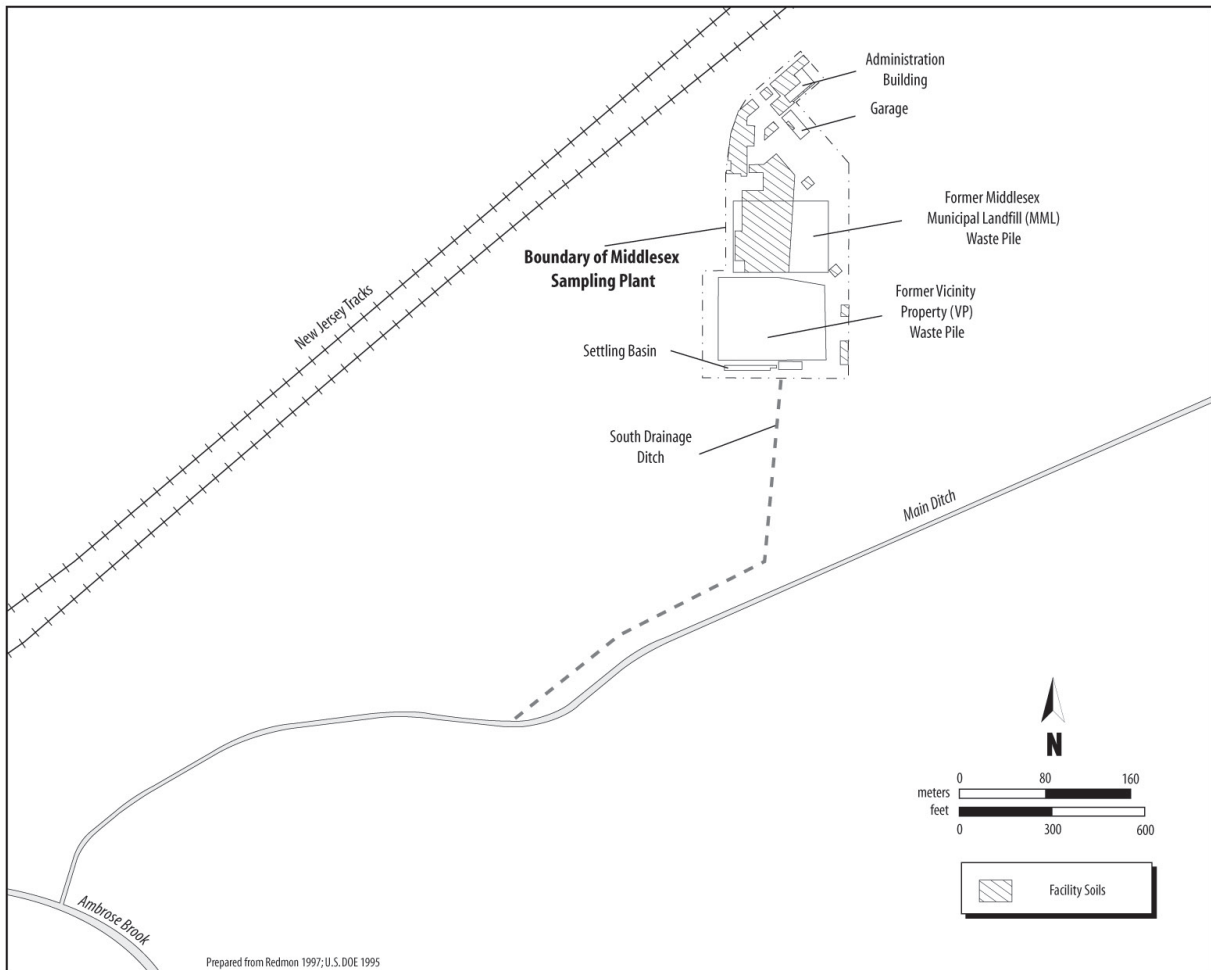 Administration
Building
Garage
Former Middlesex
Municipal Landfill (MML)
Waste Pile
Boundary of Middlesex
Sampling Plant
New Jersey Tracks
Former Vicinity
Property (VP)
Waste Pile
Settling Basin
South Drainage
Ditch
Main Ditch
N
0 80 160
meters
feet
0 300 600
Facility Soils
Ambrose Brook
Prepared from Redmon 1997; U.S. DOE 1995